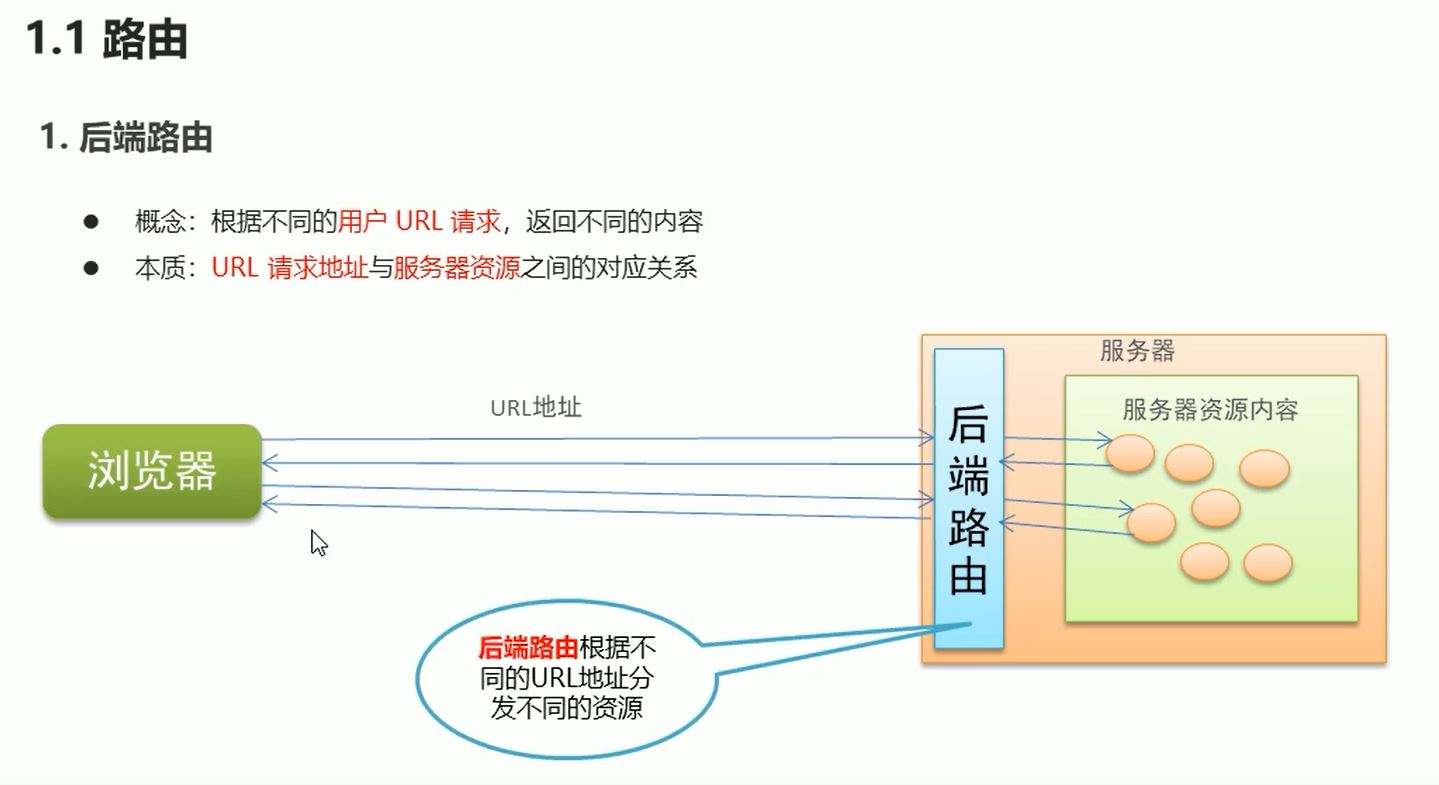 1.1 路由
1. 后端路由
● 概念：根据不同的用户 URL 请求，返回不同的内容
● 本质：URL 请求地址与服务器资源之间的对应关系
服务器
URL地址
服务器资源内容
浏览器
后端路由
后端路由根据不
同的URL地址分
发不同的资源